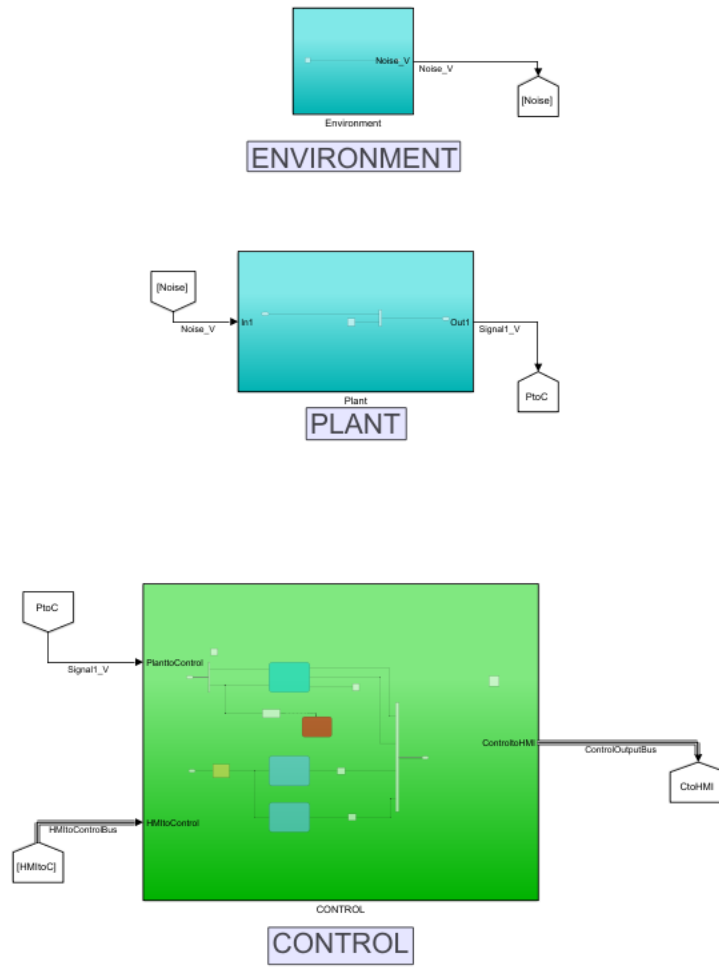 Noise_V
Noise_V
[Noise]
Environment
ENVIRONMENT
[Noise]
Noise_V
In1
Out1
Signal1_V
PtoC
Plant
PLANT
PtoC
Signal1_V
PlanttoControl
ControltoHMI
ControlOutputBus
CtoHMI
HMItoControlBus
HMItoControl
[HMItoC]
CONTROL
CONTROL